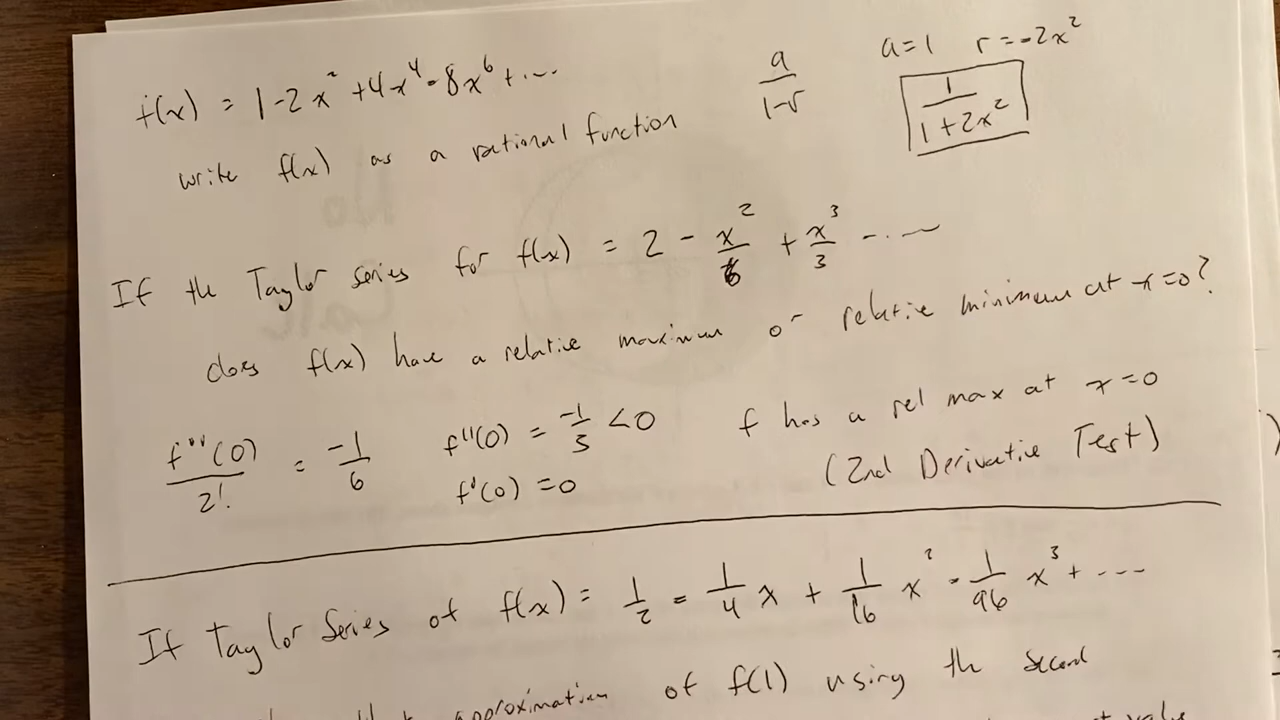 f(x) = 1 - 2x² + 4x⁴ - 8x⁶ + ...
a/(1-r)
a = 1 r = -2x²
1/(1+2x²)
write f(x) as a rational function
If the Taylor series for f(x) = 2 - x²/6 + x³/3 - ...
does f(x) have a relative maximum or relative minimum at x=0?
f''(0)/2! = -1/6
f''(0) = -1/3 < 0
f'(0) = 0
f has a rel max at x=0
(2nd Derivative Test)
If Taylor Series of f(x) = 1/2 - 1/4 x + 1/16 x² - 1/96 x³ + ...
approximation of f(1) using the second